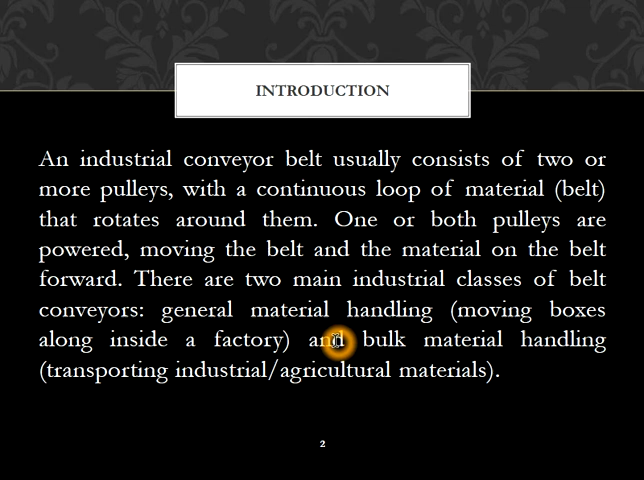 INTRODUCTION
An industrial conveyor belt usually consists of two or
more pulleys, with a continuous loop of material (belt)
that rotates around them. One or both pulleys are
powered, moving the belt and the material on the belt
forward. There are two main industrial classes of belt
conveyors: general material handling (moving boxes
along inside a factory) and bulk material handling
(transporting industrial/agricultural materials).
2